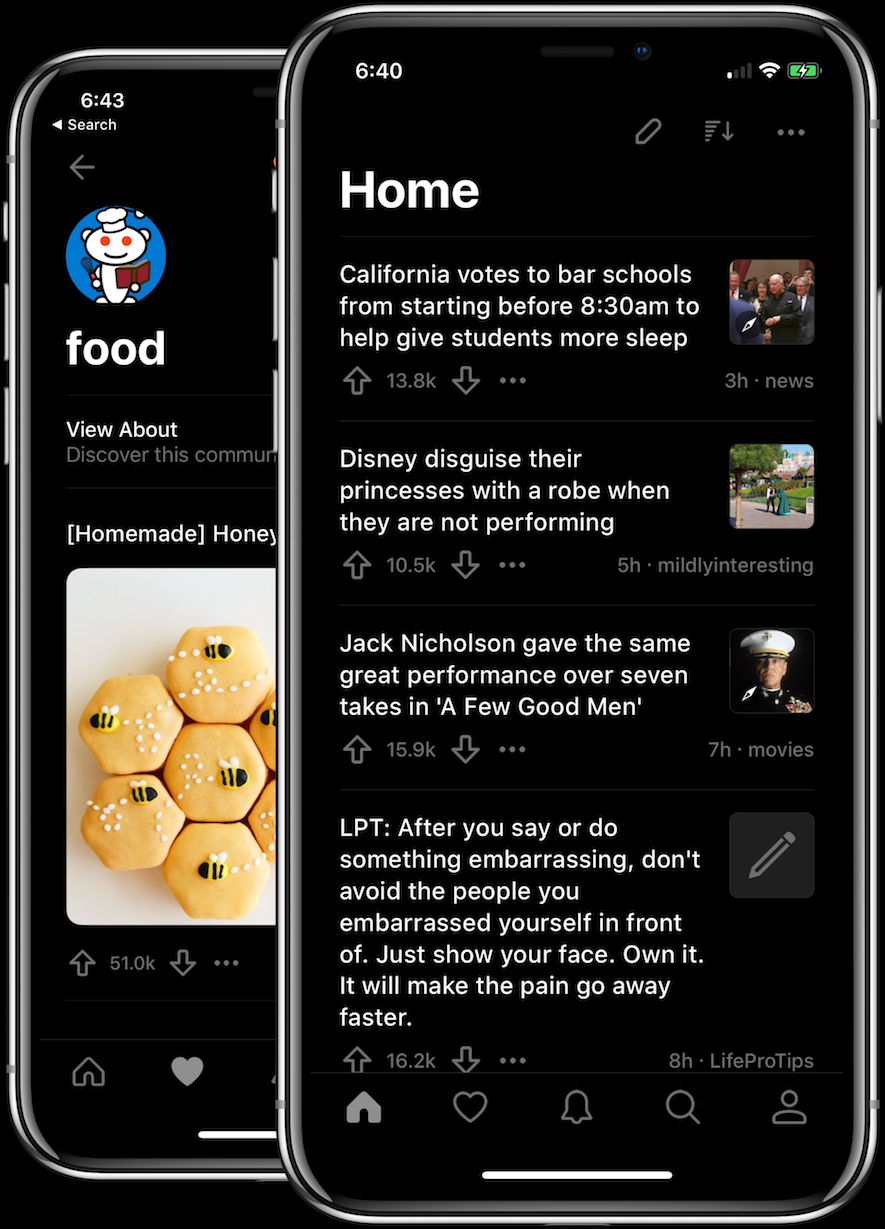 6:43
◀ Search
food
View About
Discover this
[Homemade]
51.0k
6:40
Home
California votes to bar schools
from starting before 8:30am to
help give students more sleep
13.8k
3h · news
Disney disguise their
princesses with a robe when
they are not performing
10.5k
5h · mildlyinteresting
Jack Nicholson gave the same
great performance over seven
takes in 'A Few Good Men'
15.9k
7h · movies
LPT: After you say or do
something embarrassing, don't
avoid the people you
embarrassed yourself in front
of. Just show your face. Own it.
It will make the pain go away
faster.
16.2k
8h · LifeProTips